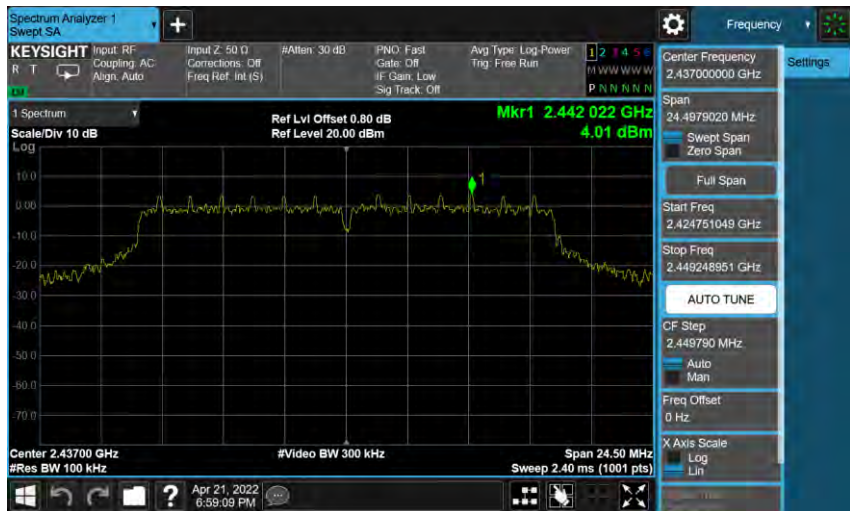 Spectrum Analyzer 1
Swept SA
Frequency
KEYSIGHT
R T
Input: RF
Coupling: AC
Align: Auto
Input Z: 50 Ω
Corrections: Off
Freq Ref: Int (S)
#Atten: 30 dB
PNO: Fast
Gate: Off
IF Gain: Low
Sig Track: Off
Avg Type: Log-Power
Trig: Free Run
1 2 3 4 5 6
M W W W W W
P N N N N N
1 Spectrum
Scale/Div 10 dB
Log
Ref Lvl Offset 0.80 dB
Ref Level 20.00 dBm
Mkr1 2.442 022 GHz
4.01 dBm
1
10.0
0.00
-10.0
-20.0
-30.0
-40.0
-50.0
-60.0
-70.0
Center 2.43700 GHz
#Res BW 100 kHz
#Video BW 300 kHz
Span 24.50 MHz
Sweep 2.40 ms (1001 pts)
Center Frequency
2.437000000 GHz
Settings
Span
24.4979020 MHz
Swept Span
Zero Span
Full Span
Start Freq
2.424751049 GHz
Stop Freq
2.449248951 GHz
AUTO TUNE
CF Step
2.449790 MHz
Auto
Man
Freq Offset
0 Hz
X Axis Scale
Log
Lin
?
Apr 21, 2022
6:59:09 PM